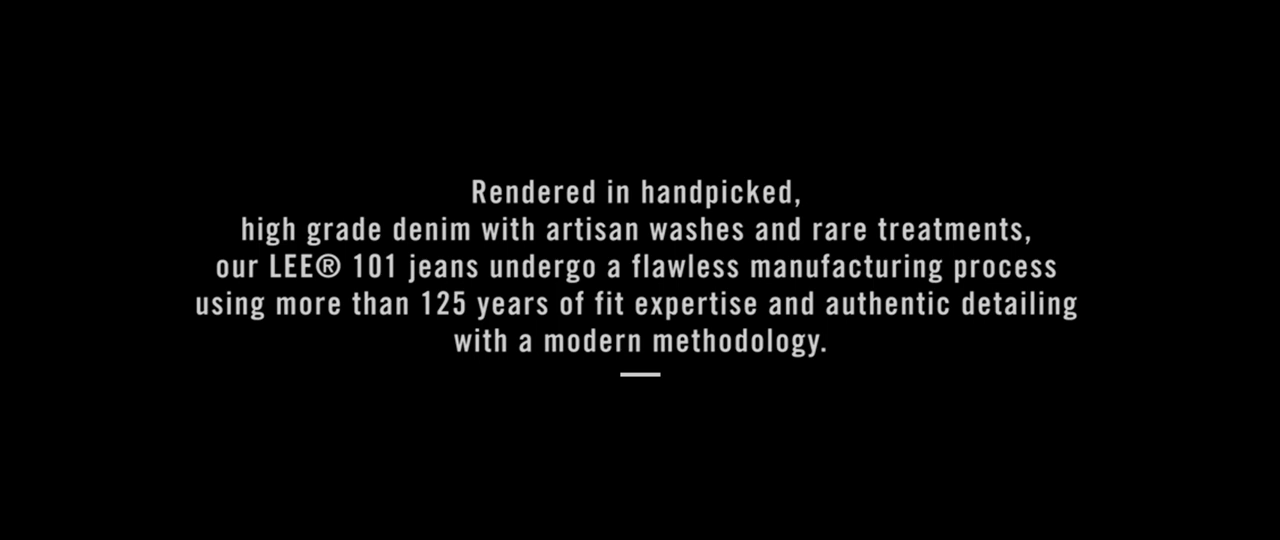 Rendered in handpicked,
high grade denim with artisan washes and rare treatments,
our LEE® 101 jeans undergo a flawless manufacturing process
using more than 125 years of fit expertise and authentic detailing
with a modern methodology.